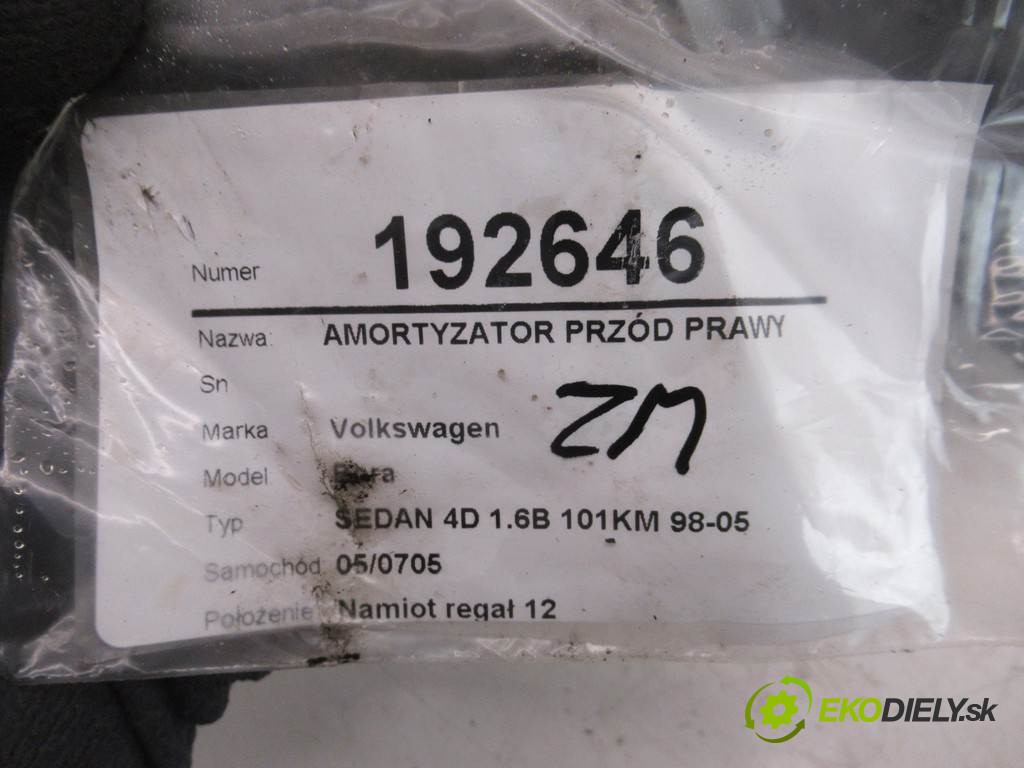 Numer 192646
Nazwa: AMORTYZATOR PRZÓD PRAWY
Sn
ZM
Marka Volkswagen
Model
Typ SEDAN 4D 1.6B 101KM 98-05
Samochód 05/0705
Położenie Namiot regał 12
EKODIELY.sk